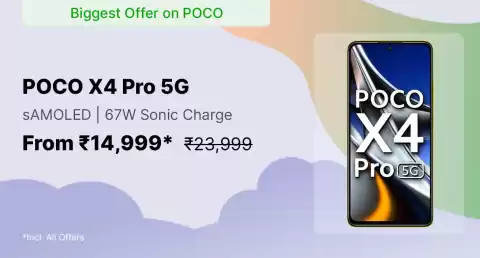 Biggest Offer on POCO
POCO X4 Pro 5G
sAMOLED | 67W Sonic Charge
From ₹14,999* ₹23,999
*Incl. All Offers
POCO
X4
Pro 5G